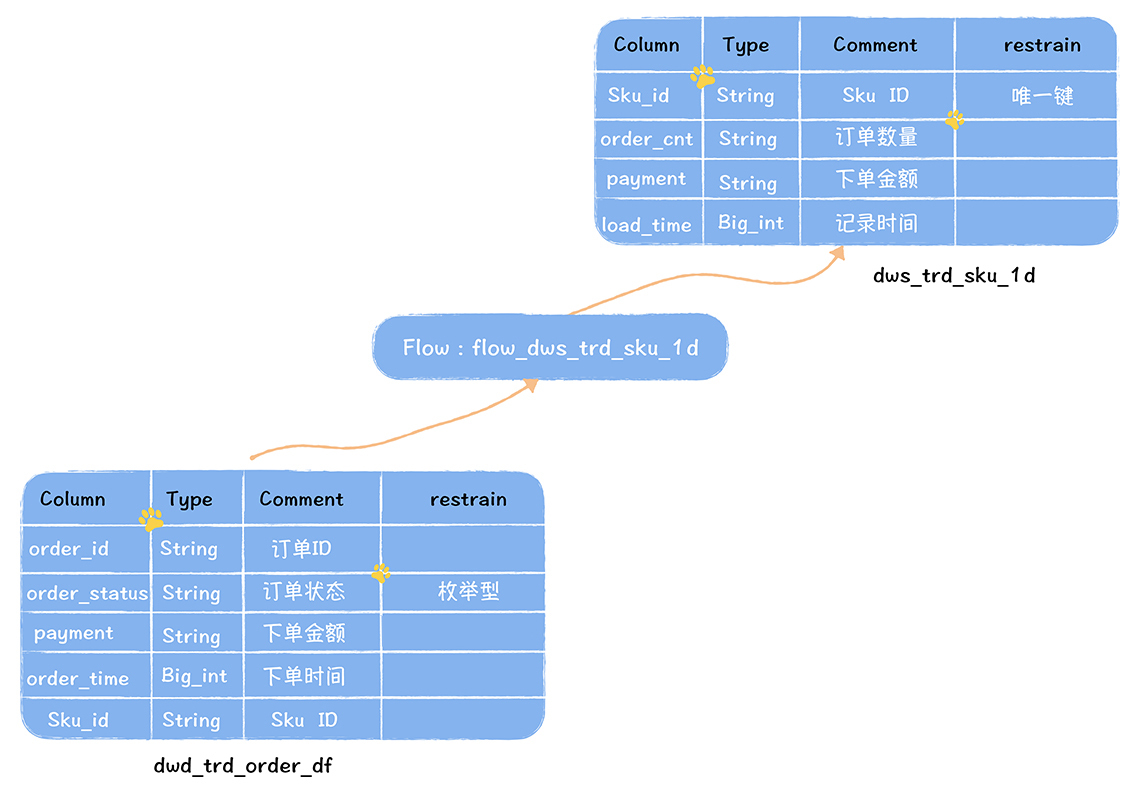 Column Type Comment restrain
Sku_id String Sku ID 唯一键
order_cnt String 订单数量
payment String 下单金额
load_time Big_int 记录时间
dws_trd_sku_1d
Flow : flow_dws_trd_sku_1d
Column Type Comment restrain
order_id String 订单ID
order_status String 订单状态 枚举型
payment String 下单金额
order_time Big_int 下单时间
Sku_id String Sku ID
dwd_trd_order_df